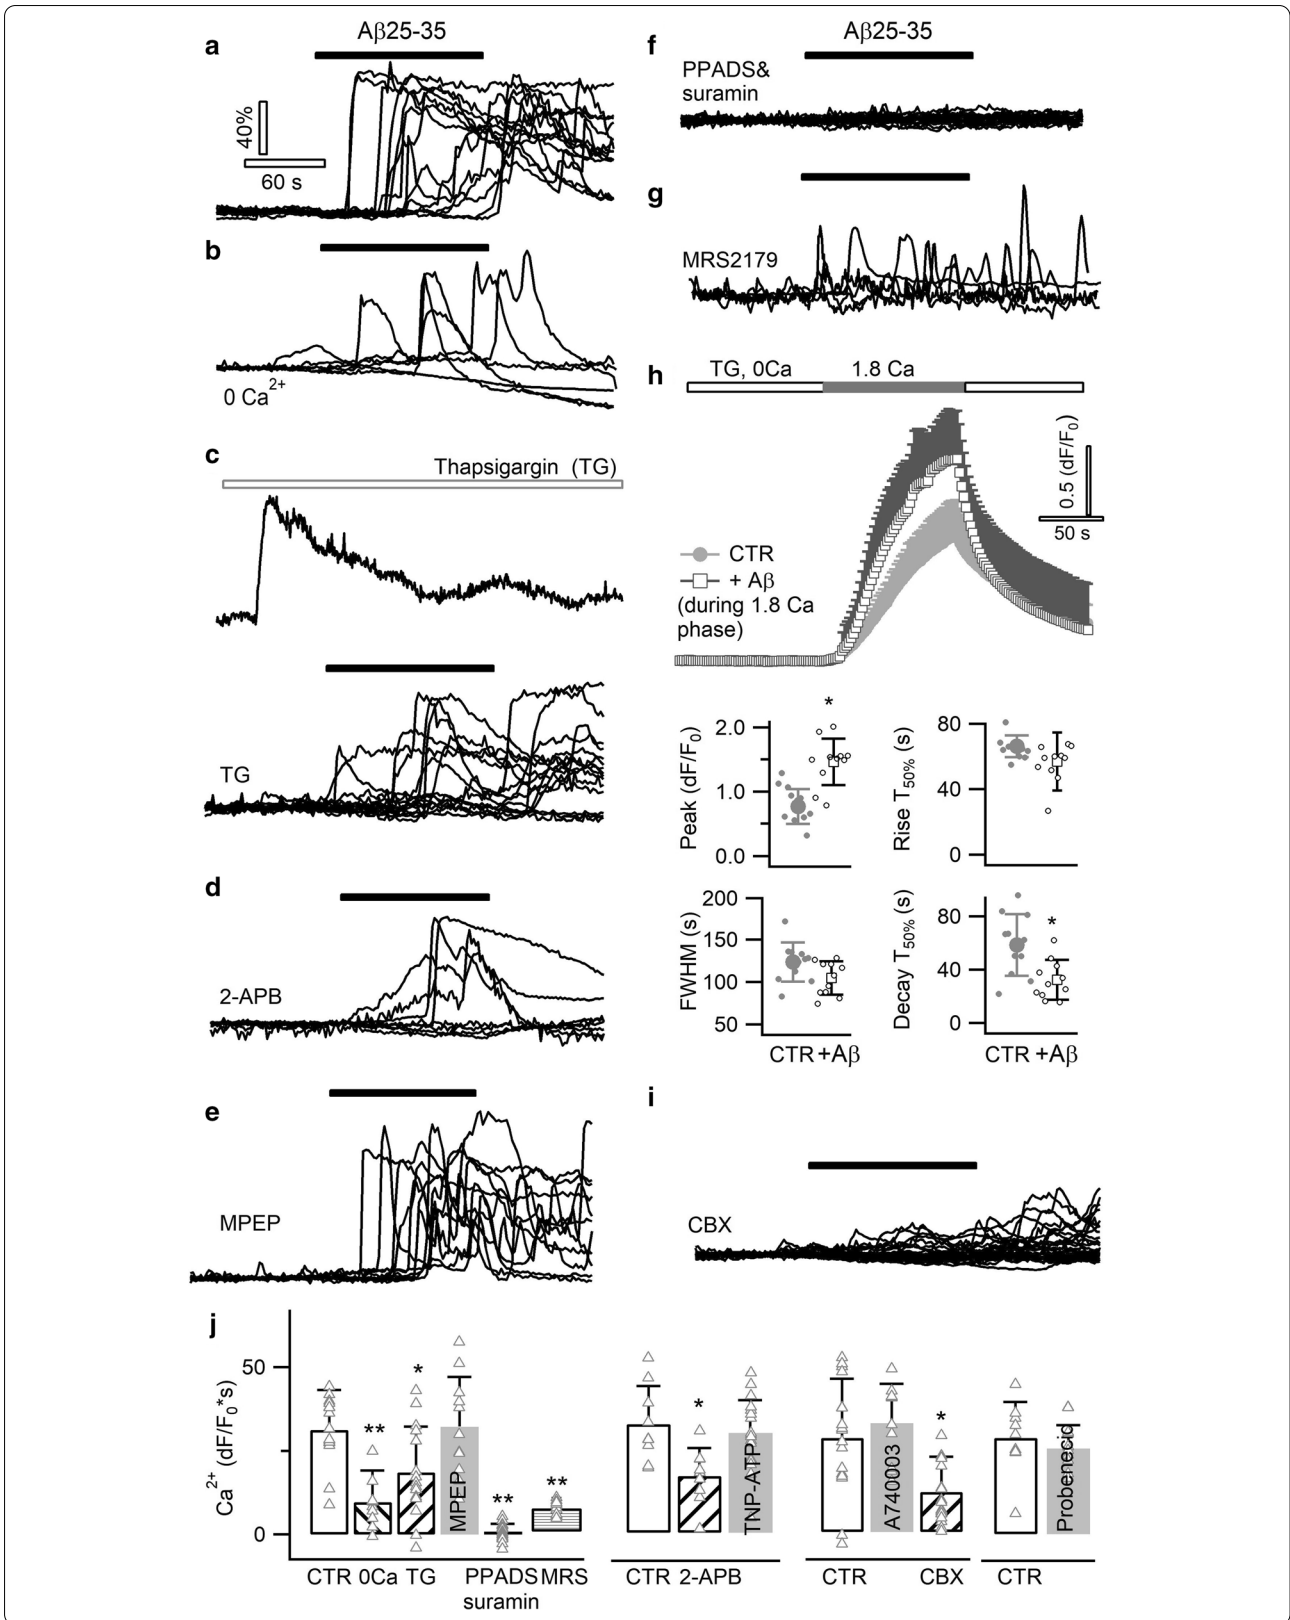 a
Aβ25-35
40%
60 s
b
0 Ca²⁺
c
Thapsigargin (TG)
TG
d
2-APB
e
MPEP
f
Aβ25-35
PPADS&
suramin
g
MRS2179
h
TG, 0Ca
1.8 Ca
0.5 (dF/F₀)
50 s
CTR
+ Aβ
(during 1.8 Ca
phase)
Peak (dF/F₀)
2.0
1.0
0.0
*
Rise T₅₀% (s)
80
40
0
FWHM (s)
200
150
100
50
CTR +Aβ
Decay T₅₀% (s)
80
40
0
*
CTR +Aβ
i
CBX
j
Ca²⁺ (dF/F₀*s)
50
0
** * ** **
MPEP
CTR 0Ca TG PPADS MRS
suramin
*
TNP-ATP
CTR 2-APB
*
A740003
CTR CBX
Probenecid
CTR